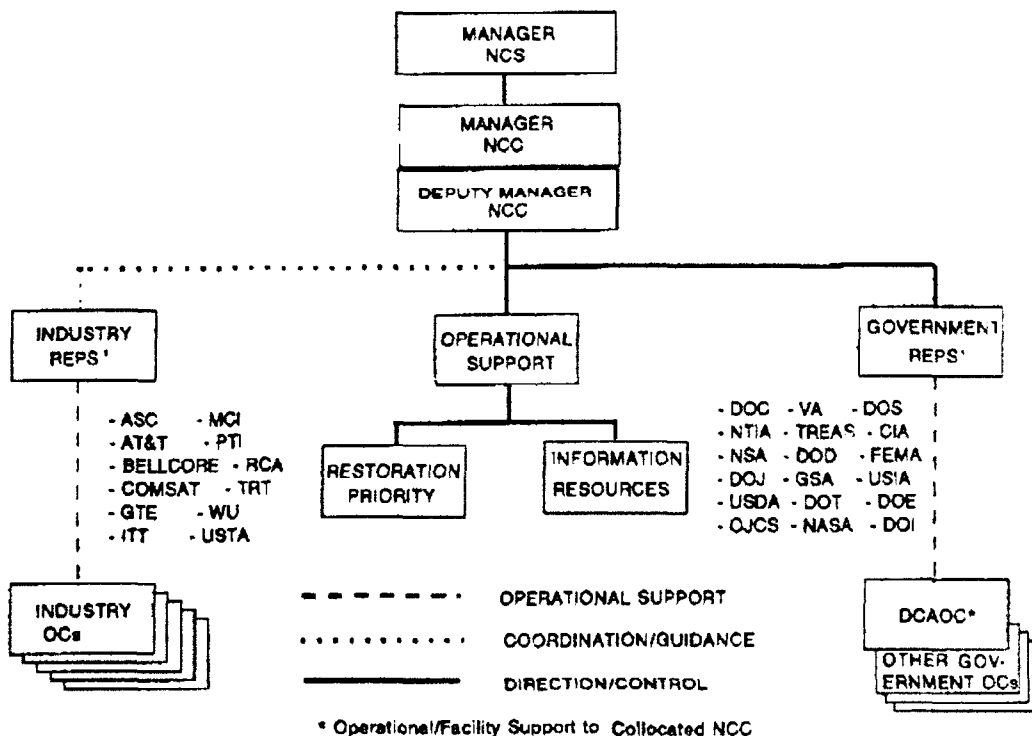 MANAGER
NCS
MANAGER
NCC
DEPUTY MANAGER
NCC
INDUSTRY
REPS¹
OPERATIONAL
SUPPORT
GOVERNMENT
REPS¹
- ASC - MCI
- AT&T - PTI
- BELLCORE - RCA
- COMSAT - TRT
- GTE - WU
- ITT - USTA
RESTORATION
PRIORITY
INFORMATION
RESOURCES
- DOC - VA - DOS
- NTIA - TREAS - CIA
- NSA - DOD - FEMA
- DOJ - GSA - USIA
- USDA - DOT - DOE
- OJCS - NASA - DOI
INDUSTRY
OCs
OPERATIONAL SUPPORT
COORDINATION/GUIDANCE
DIRECTION/CONTROL
DCAOC*
OTHER GOV-
ERNMENT OCs
* Operational/Facility Support to Collocated NCC